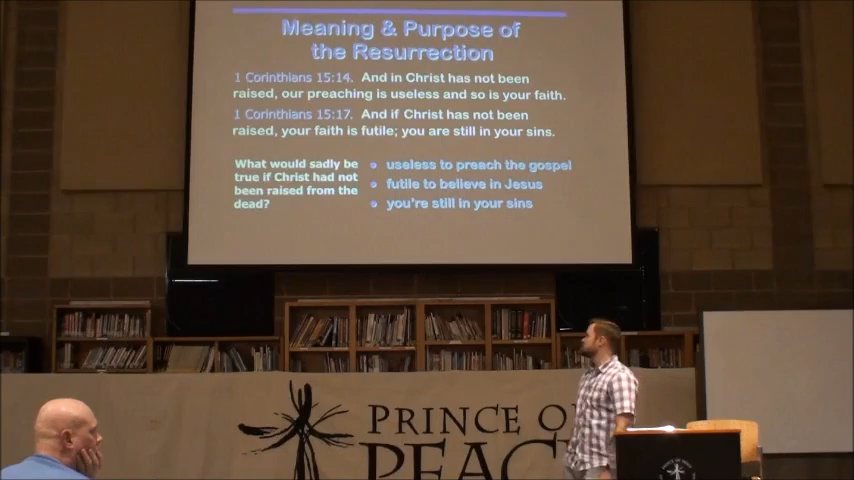 Meaning & Purpose of
the Resurrection
1 Corinthians 15:14. And in Christ has not been
raised, our preaching is useless and so is your faith.
1 Corinthians 15:17. And if Christ has not been
raised, your faith is futile; you are still in your sins.
What would sadly be
true if Christ had not
been raised from the
dead?
• useless to preach the gospel
• futile to believe in Jesus
• you're still in your sins
PRINCE O
PEAC